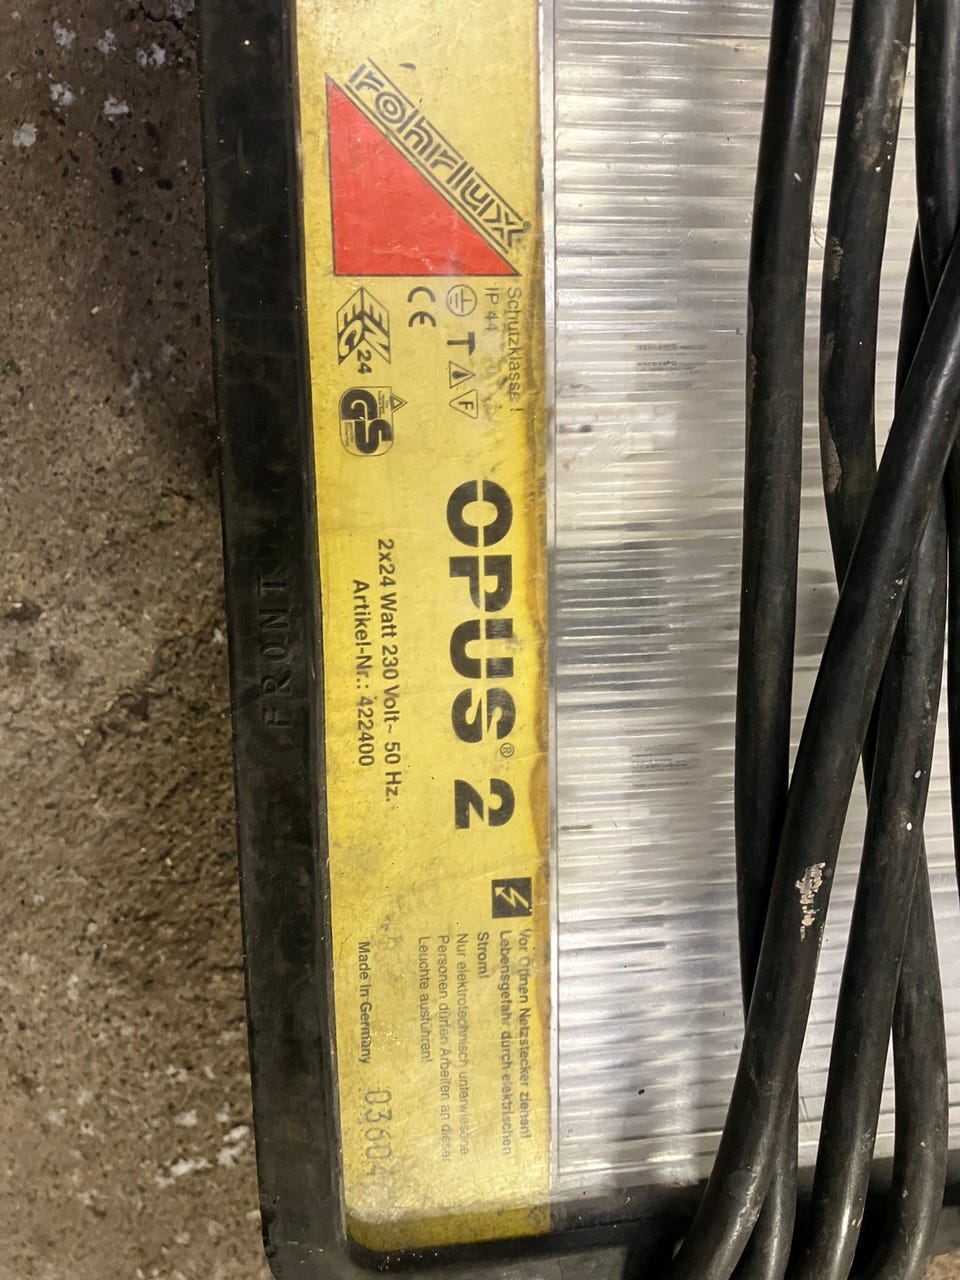 rohrlux®
Schutzklasse I
IP 44
T F
CE
24
GS
OPUS® 2
2x24 Watt 230 Volt~ 50 Hz.
Artikel-Nr.: 422400
Vor Öffnen Netzstecker ziehen!
Lebensgefahr durch elektrischen
Strom!
Nur elektrotechnisch unterwiesene
Personen dürfen Arbeiten an dieser
Leuchte ausführen!
Made in Germany
FRONT